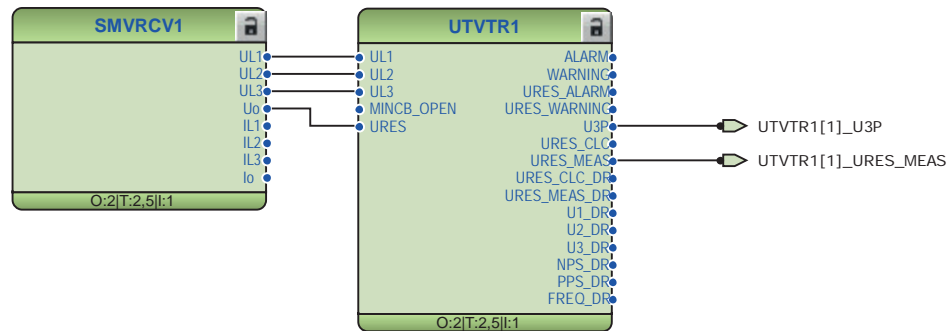 SMVRCV1
UL1
UL2
UL3
Uo
IL1
IL2
IL3
Io
O:2|T:2,5|I:1
UTVTR1
UL1
UL2
UL3
MINCB_OPEN
URES
ALARM
WARNING
URES_ALARM
URES_WARNING
U3P
URES_CLC
URES_MEAS
URES_CLC_DR
URES_MEAS_DR
U1_DR
U2_DR
U3_DR
NPS_DR
PPS_DR
FREQ_DR
O:2|T:2,5|I:1
UTVTR1[1]_U3P
UTVTR1[1]_URES_MEAS